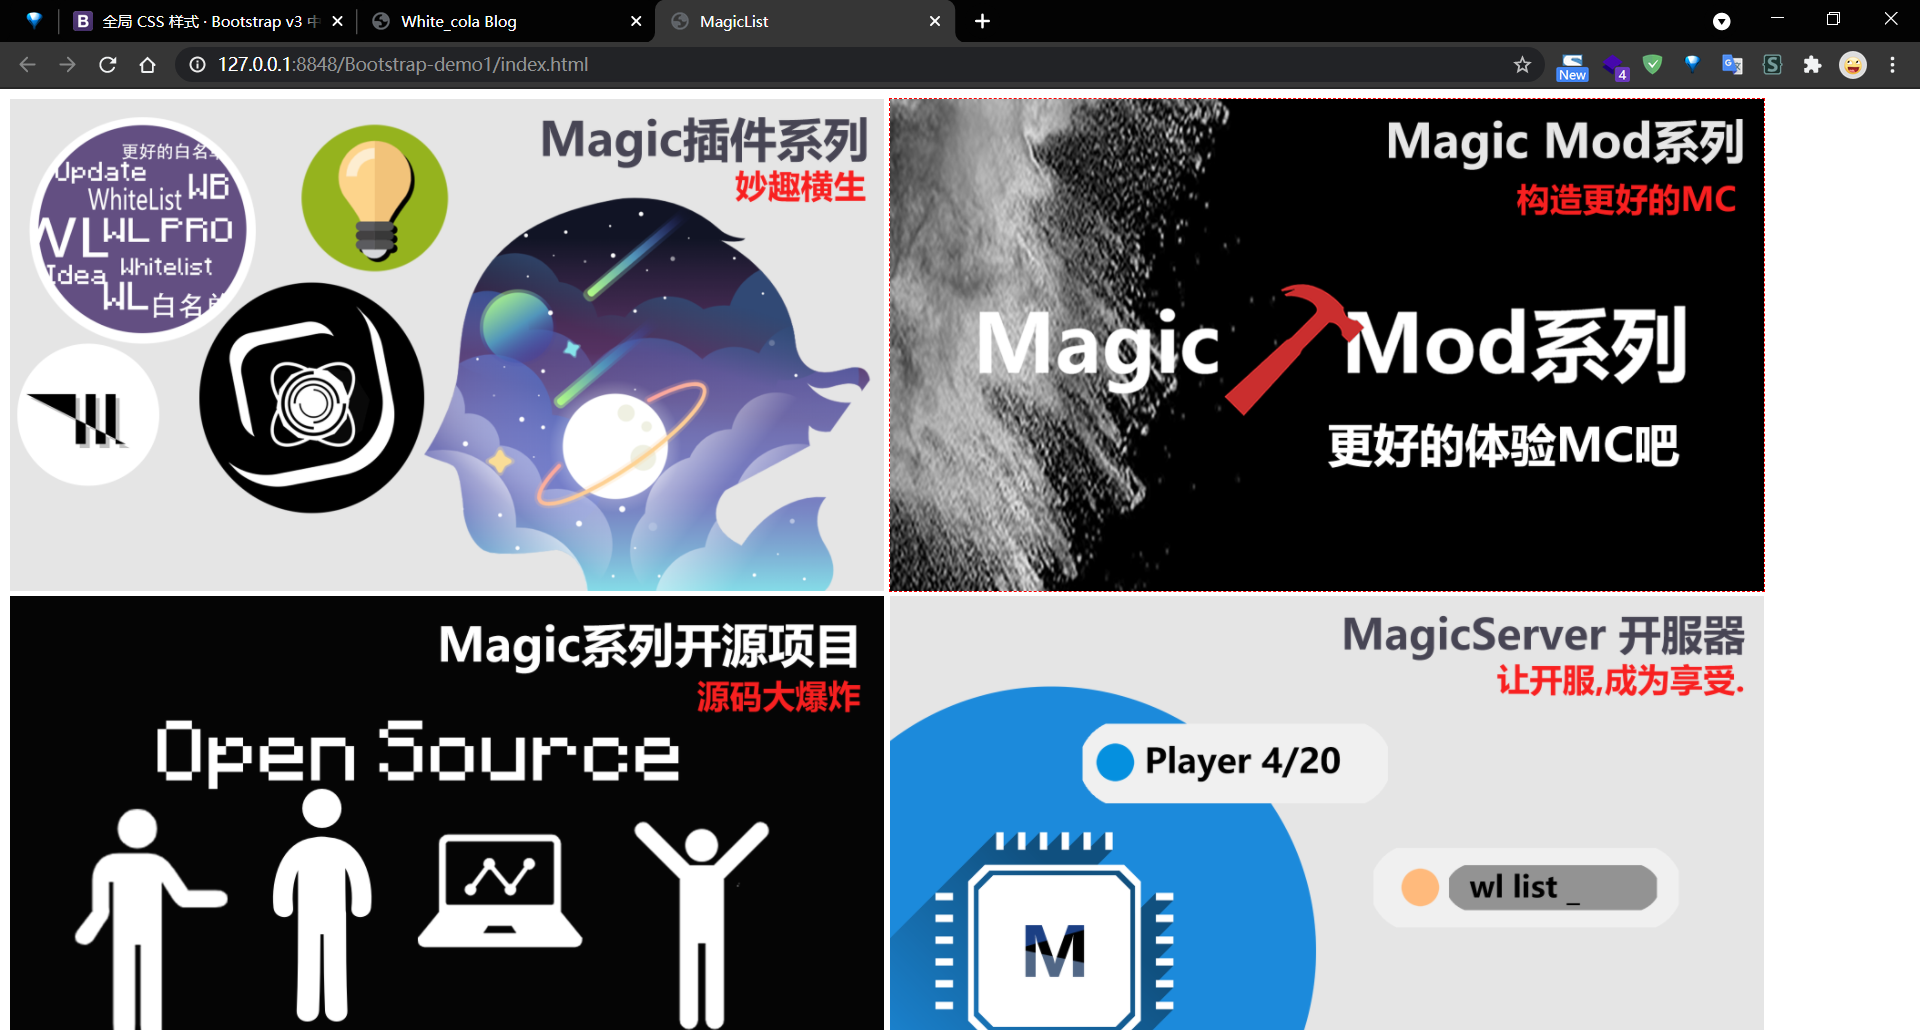 全局 CSS 样式 · Bootstrap v3 中
White_cola Blog
MagicList
127.0.0.1:8848/Bootstrap-demo1/index.html
New
4
Magic插件系列
妙趣横生
更好的白名单
Update
WhiteList
WB
WL
WL PRO
Idea
Whitelist
WL
白名单
Magic Mod系列
构造更好的MC
Magic Mod系列
更好的体验MC吧
Magic系列开源项目
源码大爆炸
Open Source
MagicServer 开服器
让开服,成为享受.
Player 4/20
wl list _
M